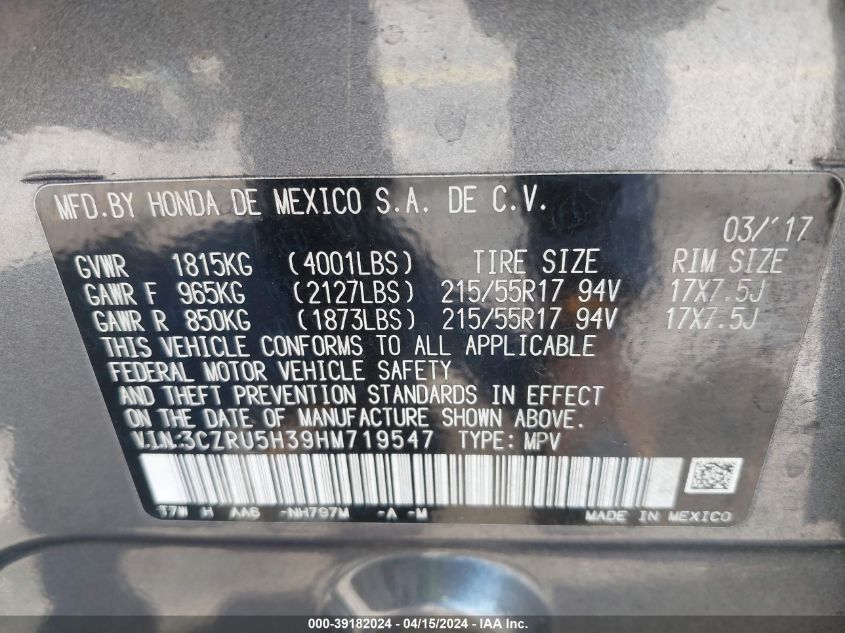 MFD.BY HONDA DE MEXICO S.A. DE C.V.
03/'17
GVWR 1815KG (4001LBS) TIRE SIZE RIM SIZE
GAWR F 965KG (2127LBS) 215/55R17 94V 17X7.5J
GAWR R 850KG (1873LBS) 215/55R17 94V 17X7.5J
THIS VEHICLE CONFORMS TO ALL APPLICABLE
FEDERAL MOTOR VEHICLE SAFETY
AND THEFT PREVENTION STANDARDS IN EFFECT
ON THE DATE OF MANUFACTURE SHOWN ABOVE.
V.I.N:3CZRU5H39HM719547 TYPE: MPV
T7W H AA6 -NH797M -A -M MADE IN MEXICO
000-39182024 - 04/15/2024 - IAA Inc.